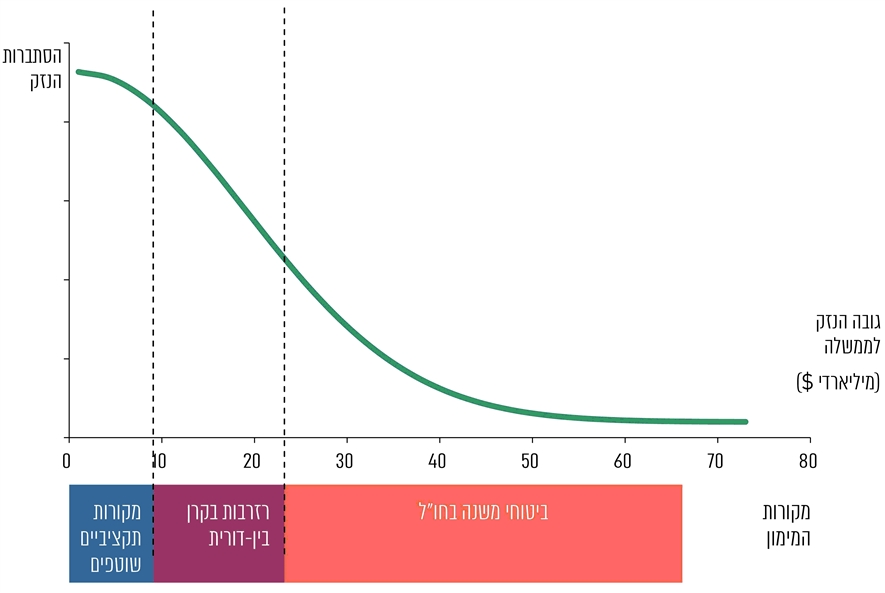 הסתברות
הנזק
גובה הנזק
לממשלה
(מיליארדי $)
0 10 20 30 40 50 60 70 80
מקורות
המימון
ביטוחי משנה בחו"ל
רזרבות בקרן
בין-דורית
מקורות
תקציביים
שוטפים